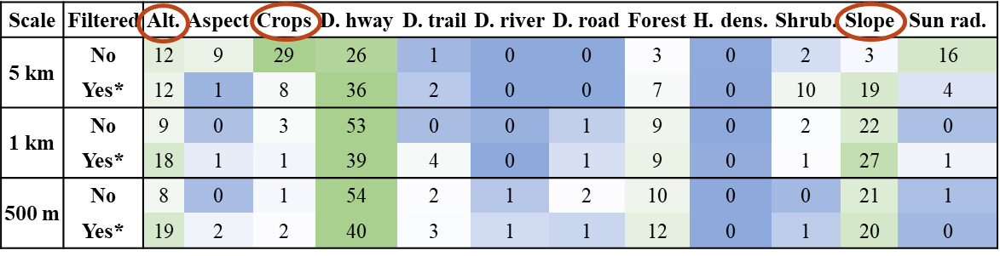 Scale Filtered Alt. Aspect Crops D. hway D. trail D. river D. road Forest H. dens. Shrub. Slope Sun rad.
5 km No 12 9 29 26 1 0 0 3 0 2 3 16
Yes* 12 1 8 36 2 0 0 7 0 10 19 4
1 km No 9 0 3 53 0 0 1 9 0 2 22 0
Yes* 18 1 1 39 4 0 1 9 0 1 27 1
500 m No 8 0 1 54 2 1 2 10 0 0 21 1
Yes* 19 2 2 40 3 1 1 12 0 1 20 0